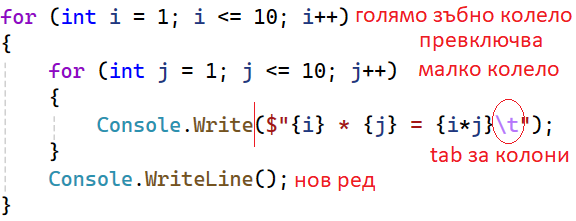 for (int i = 1; i <= 10; i++) голямо зъбно колело
{ превключва
for (int j = 1; j <= 10; j++) малко колело
{
Console.Write($"{i} * {j} = {i*j}\t");
} tab за колони
Console.WriteLine(); нов ред
}